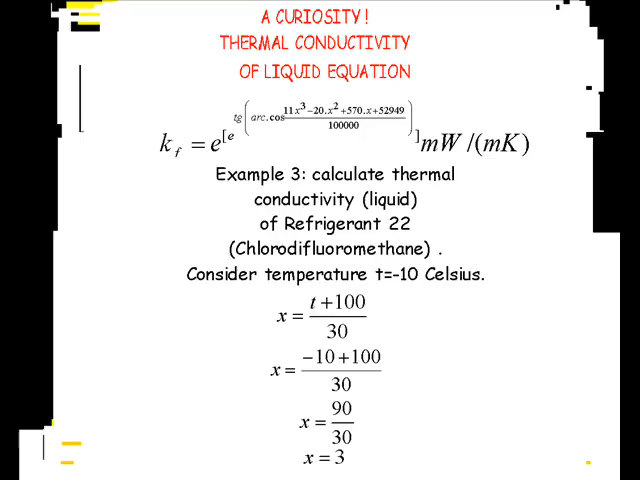 A CURIOSITY !
THERMAL CONDUCTIVITY
OF LIQUID EQUATION
k_f = e^[e^tg(arc.cos (11x^3 −20.x^2 +570.x+52949)/100000)] mW /(mK)
Example 3: calculate thermal
conductivity (liquid)
of Refrigerant 22
(Chlorodifluoromethane) .
Consider temperature t=-10 Celsius.
x = (t+100)/30
x = (−10+100)/30
x = 90/30
x = 3